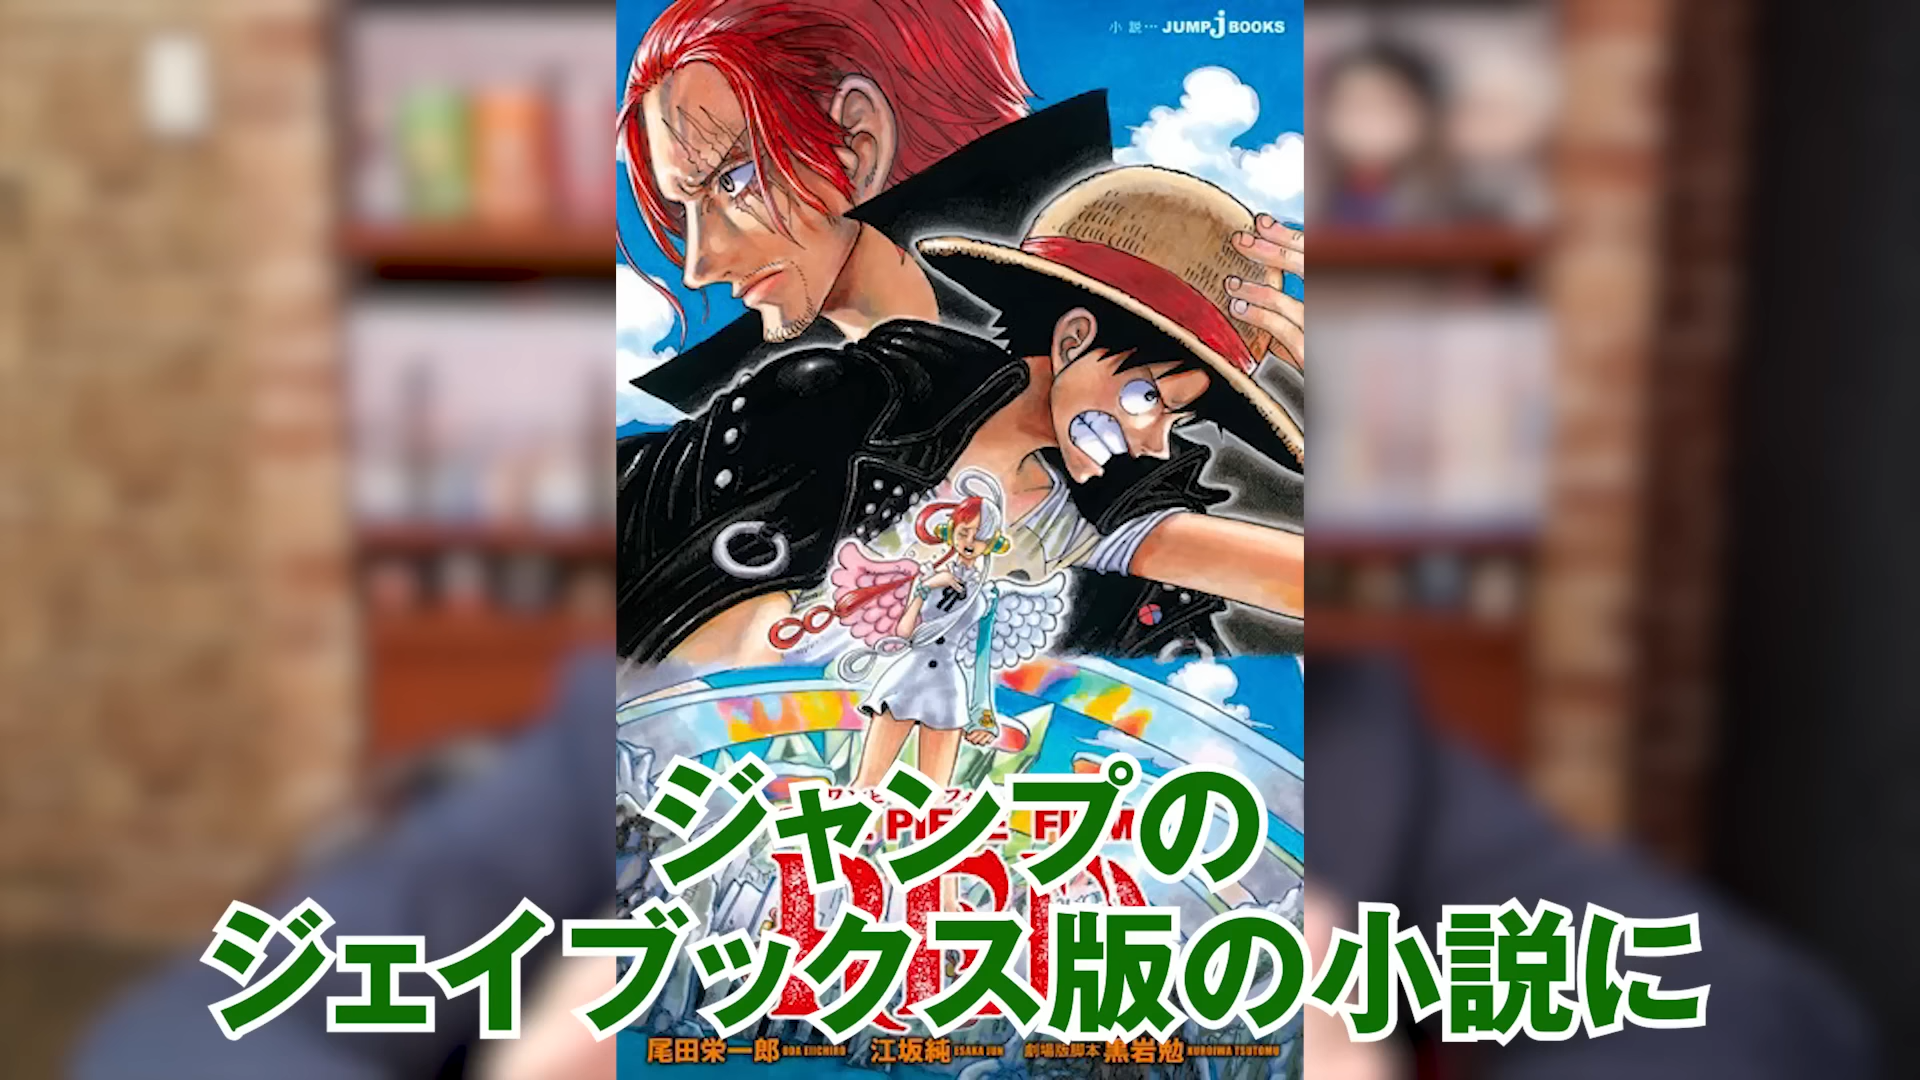 小説… JUMP j BOOKS
ジャンプの
ジェイブックス版の小説に
尾田栄一郎 ODA EIICHIRO 江坂純 ESAKA JUN 劇場版脚本 黒岩勉 KUROIWA TSUTOMU